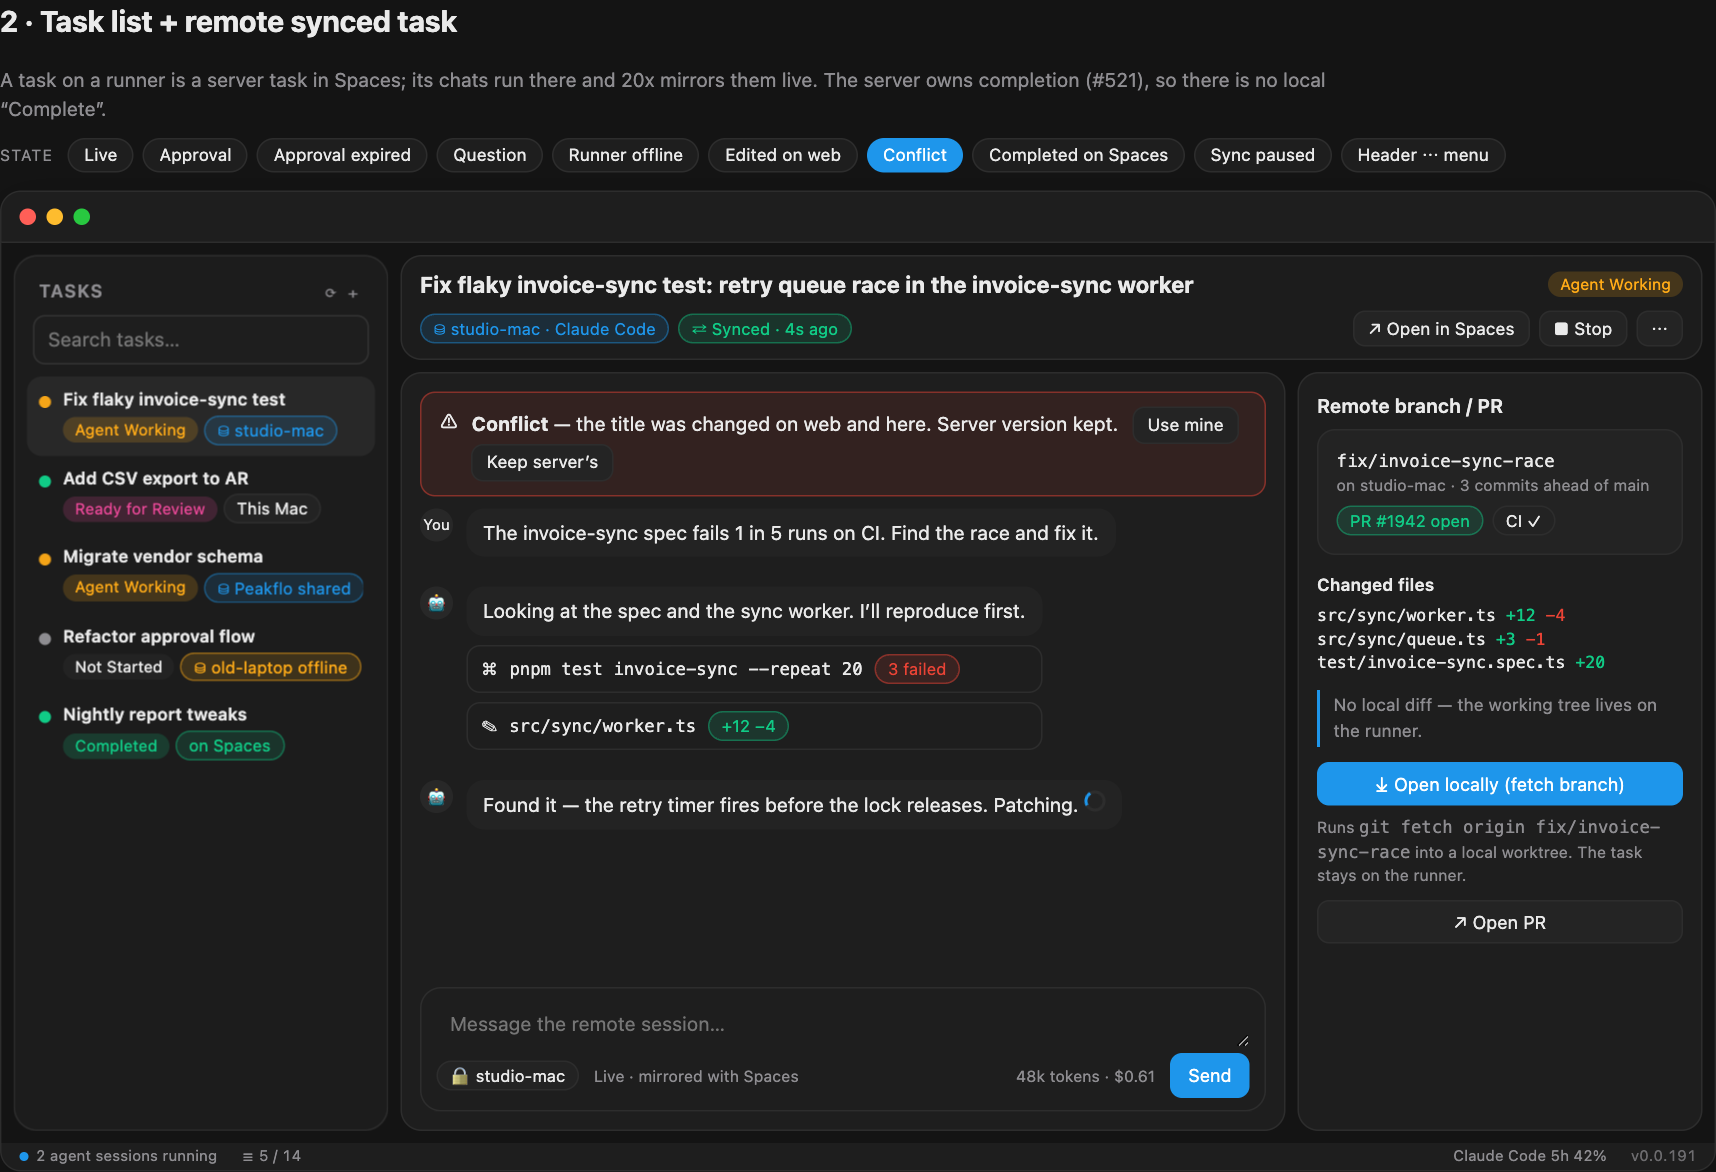 2 · Task list + remote synced task
A task on a runner is a server task in Spaces; its chats run there and 20x mirrors them live. The server owns completion (#521), so there is no local
“Complete”.
STATE Live Approval Approval expired Question Runner offline Edited on web Conflict Completed on Spaces Sync paused Header ··· menu
TASKS
Search tasks...
Fix flaky invoice-sync test
Agent Working studio-mac
Add CSV export to AR
Ready for Review This Mac
Migrate vendor schema
Agent Working Peakflo shared
Refactor approval flow
Not Started old-laptop offline
Nightly report tweaks
Completed on Spaces
Fix flaky invoice-sync test: retry queue race in the invoice-sync worker
Agent Working
studio-mac · Claude Code ⇄ Synced · 4s ago
↗ Open in Spaces Stop ···
⚠ Conflict — the title was changed on web and here. Server version kept. Use mine
Keep server’s
You The invoice-sync spec fails 1 in 5 runs on CI. Find the race and fix it.
Looking at the spec and the sync worker. I’ll reproduce first.
⌘ pnpm test invoice-sync --repeat 20 3 failed
✎ src/sync/worker.ts +12 −4
Found it — the retry timer fires before the lock releases. Patching.
Message the remote session...
studio-mac Live · mirrored with Spaces 48k tokens · $0.61 Send
Remote branch / PR
fix/invoice-sync-race
on studio-mac · 3 commits ahead of main
PR #1942 open CI ✓
Changed files
src/sync/worker.ts +12 −4
src/sync/queue.ts +3 −1
test/invoice-sync.spec.ts +20
No local diff — the working tree lives on
the runner.
↓ Open locally (fetch branch)
Runs git fetch origin fix/invoice-
sync-race into a local worktree. The task
stays on the runner.
↗ Open PR
2 agent sessions running ≡ 5 / 14
Claude Code 5h 42% v0.0.191